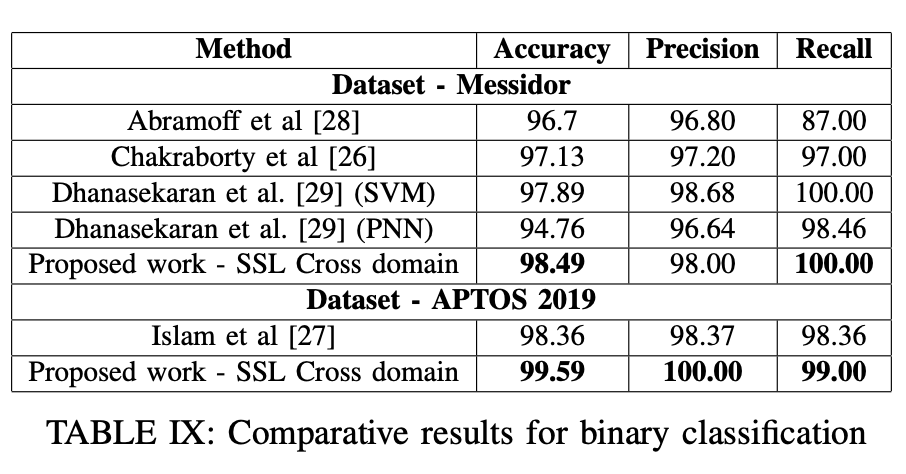 Method Accuracy Precision Recall
Dataset - Messidor
Abramoff et al [28] 96.7 96.80 87.00
Chakraborty et al [26] 97.13 97.20 97.00
Dhanasekaran et al. [29] (SVM) 97.89 98.68 100.00
Dhanasekaran et al. [29] (PNN) 94.76 96.64 98.46
Proposed work - SSL Cross domain 98.49 98.00 100.00
Dataset - APTOS 2019
Islam et al [27] 98.36 98.37 98.36
Proposed work - SSL Cross domain 99.59 100.00 99.00
TABLE IX: Comparative results for binary classification